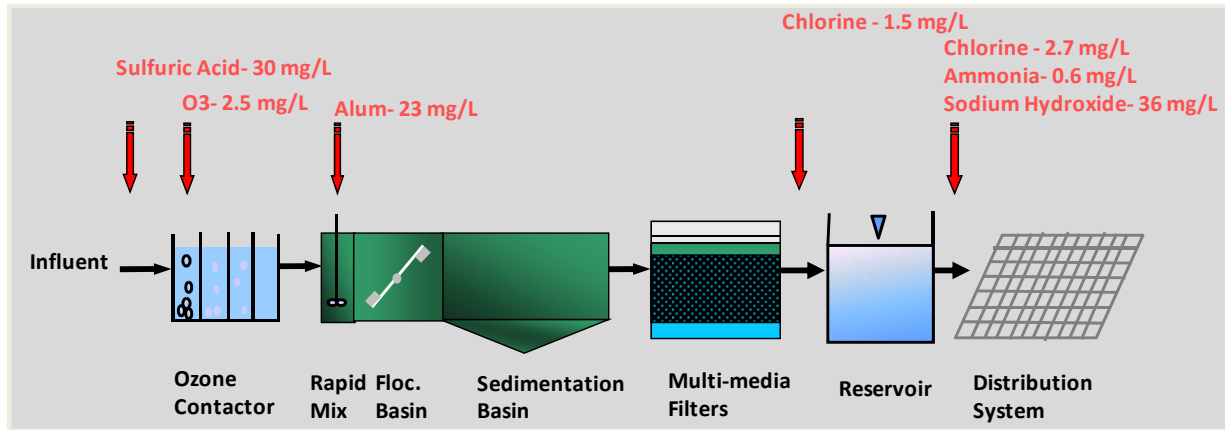 Chlorine - 1.5 mg/L
Chlorine - 2.7 mg/L
Sulfuric Acid- 30 mg/L
Ammonia- 0.6 mg/L
O3- 2.5 mg/L
Alum- 23 mg/L
Sodium Hydroxide- 36 mg/L
Influent
Ozone
Contactor
Rapid
Mix
Floc.
Basin
Sedimentation
Basin
Multi-media
Filters
Reservoir
Distribution
System